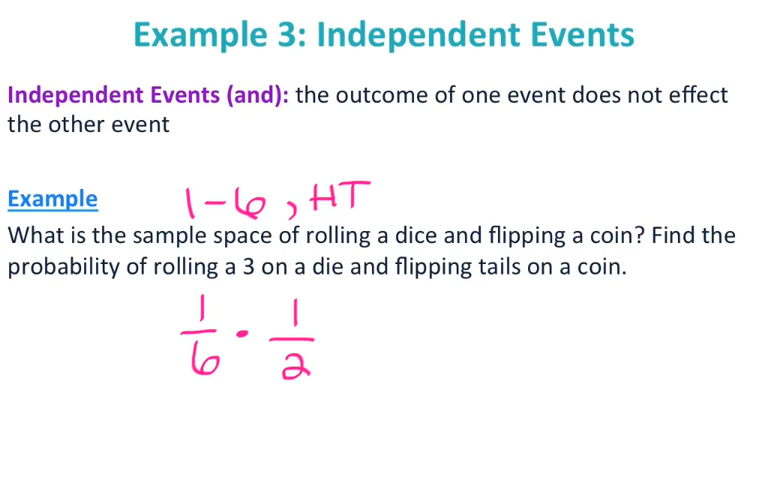 Example 3: Independent Events
Independent Events (and): the outcome of one event does not effect
the other event
Example
1-6, HT
What is the sample space of rolling a dice and flipping a coin? Find the
probability of rolling a 3 on a die and flipping tails on a coin.
1/6 · 1/2